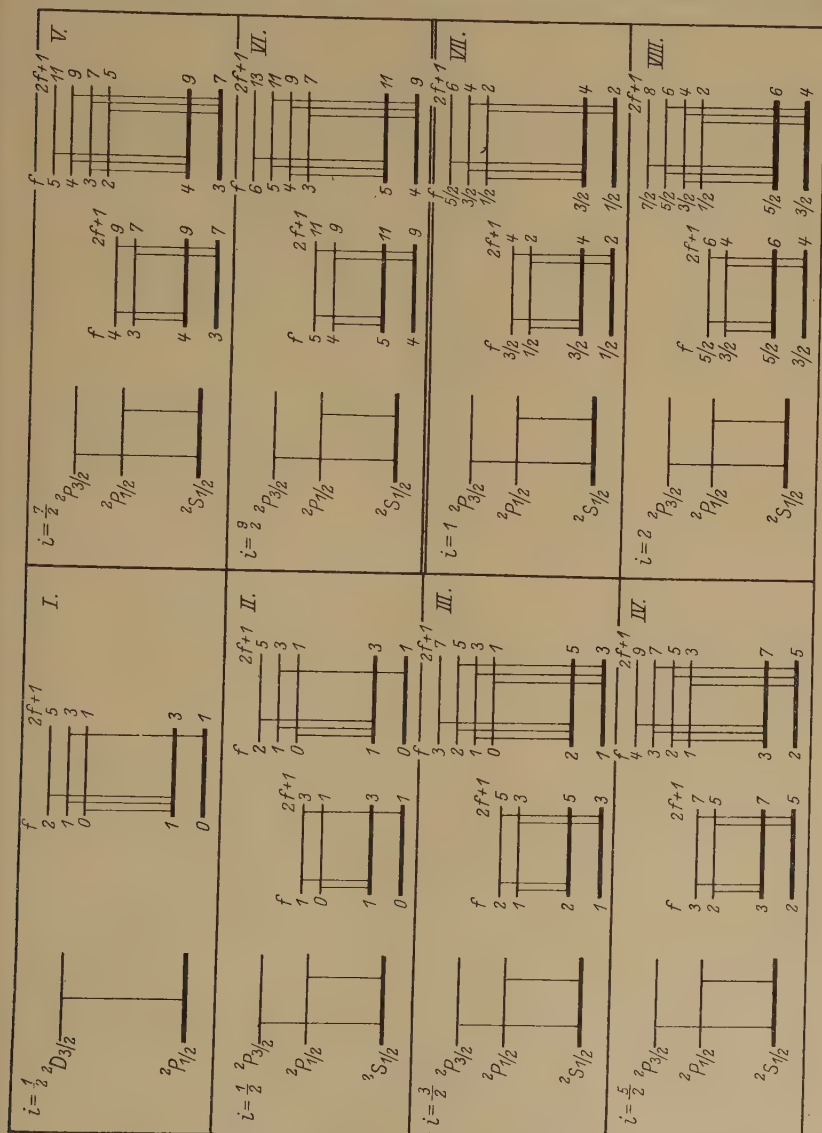 i=1/2 ²D3/2
²P1/2
I.
f 2f+1
2 5
1 3
0 1
1 3
0 1
i=1/2 ²P3/2
²P1/2
³S1/2
f 2f+1
1 3
0 1
1 3
0 1
II.
f 2f+1
2 5
1 3
0 1
1 3
0 1
i=3/2 ²P3/2
²P1/2
²S1/2
f 2f+1
2 5
1 3
2 5
1 3
III.
f 2f+1
3 7
2 5
1 3
0 1
2 5
1 3
i=5/2 ²P3/2
²P1/2
²S1/2
f 2f+1
3 7
2 5
3 7
2 5
IV.
f 2f+1
4 9
3 7
2 5
1 3
3 7
2 5
i=7/2 ²P3/2
²P1/2
²S1/2
f 2f+1
4 9
3 7
4 9
3 7
V.
f 2f+1
5 11
4 9
3 7
2 5
4 9
3 7
i=9/2 ²P3/2
²P1/2
²S1/2
f 2f+1
5 11
4 9
5 11
4 9
VI.
f 2f+1
6 13
5 11
4 9
3 7
5 11
4 9
i=1 ²P3/2
²P1/2
²S1/2
f 2f+1
3/2 4
1/2 2
3/2 4
1/2 2
VII.
f 2f+1
5/2 6
3/2 4
1/2 2
3/2 4
1/2 2
i=2 ²P3/2
²P1/2
²S1/2
f 2f+1
5/2 6
3/2 4
5/2 6
3/2 4
VIII.
f 2f+1
7/2 8
5/2 6
3/2 4
1/2 2
5/2 6
3/2 4